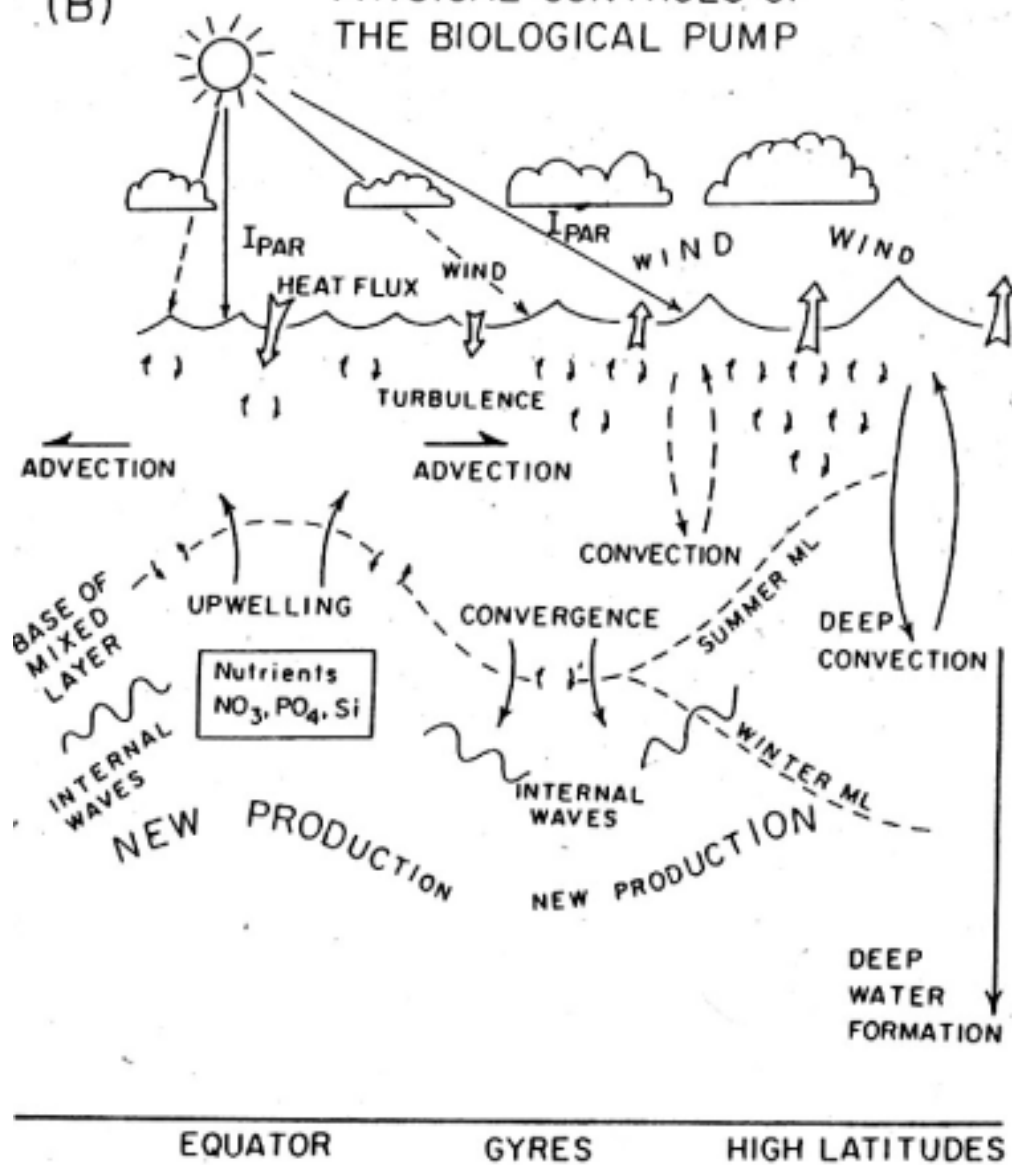 (B)
THE BIOLOGICAL PUMP
IPAR
IPAR
WIND
WIND
WIND
HEAT FLUX
TURBULENCE
ADVECTION
ADVECTION
CONVECTION
UPWELLING
CONVERGENCE
SUMMER ML
DEEP
CONVECTION
BASE OF
MIXED
LAYER
Nutrients
NO3, PO4, Si
WINTER ML
INTERNAL
WAVES
INTERNAL
WAVES
NEW PRODUCTION
NEW PRODUCTION
DEEP
WATER
FORMATION
EQUATOR
GYRES
HIGH LATITUDES